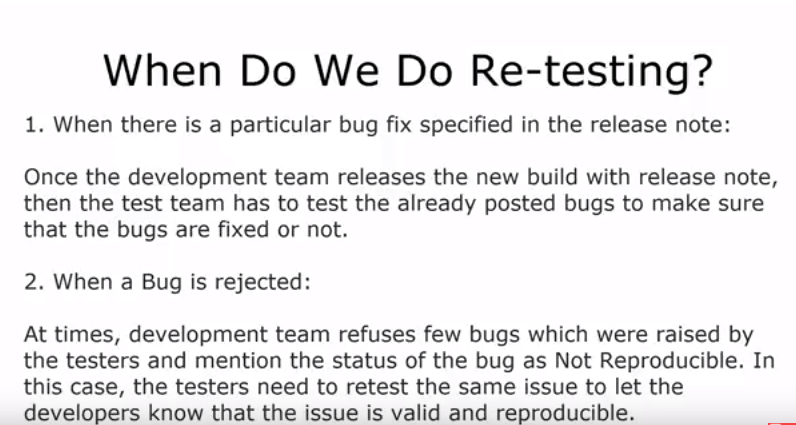 When Do We Do Re-testing?
1. When there is a particular bug fix specified in the release note:
Once the development team releases the new build with release note,
then the test team has to test the already posted bugs to make sure
that the bugs are fixed or not.
2. When a Bug is rejected:
At times, development team refuses few bugs which were raised by
the testers and mention the status of the bug as Not Reproducible. In
this case, the testers need to retest the same issue to let the
developers know that the issue is valid and reproducible.